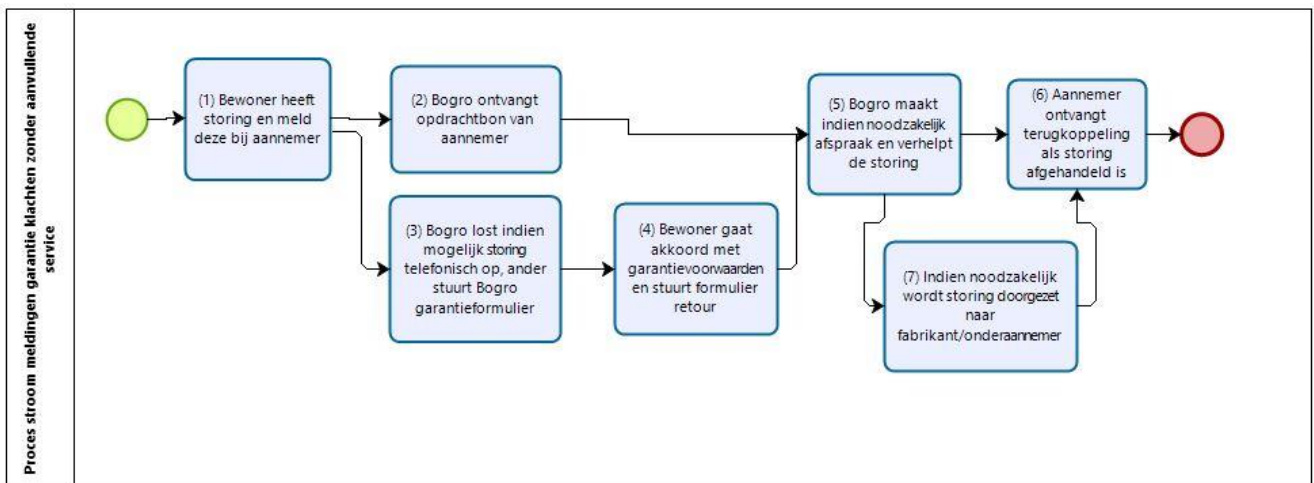 Proces stroom meldingen garantie klachten zonder aanvullende
service
(1) Bewoner heeft
storing en meld
deze bij aannemer
(2) Bogro ontvangt
opdrachtbon van
aannemer
(3) Bogro lost indien
mogelijk storing
telefonisch op, ander
stuurt Bogro
garantieformulier
(4) Bewoner gaat
akkoord met
garantievoorwaarden
en stuurt formulier
retour
(5) Bogro maakt
indien noodzakelijk
afspraak en verhelpt
de storing
(6) Aannemer
ontvangt
terugkoppeling
als storing
afgehandeld is
(7) Indien noodzakelijk
wordt storing doorgezet
naar
fabrikant/onderaannemer